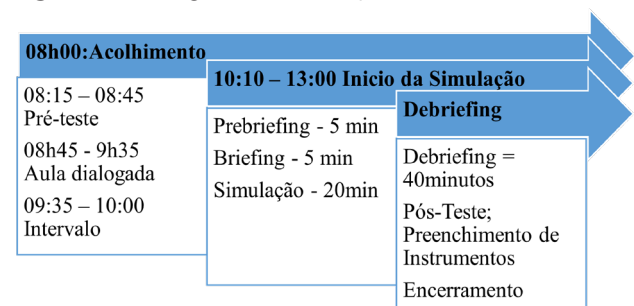 08h00:Acolhimento
08:15 – 08:45
Pré-teste
08h45 - 9h35
Aula dialogada
09:35 – 10:00
Intervalo
10:10 – 13:00 Inicio da Simulação
Prebriefing - 5 min
Briefing - 5 min
Simulação - 20min
Debriefing
Debriefing =
40minutos
Pós-Teste;
Preenchimento de
Instrumentos
Encerramento